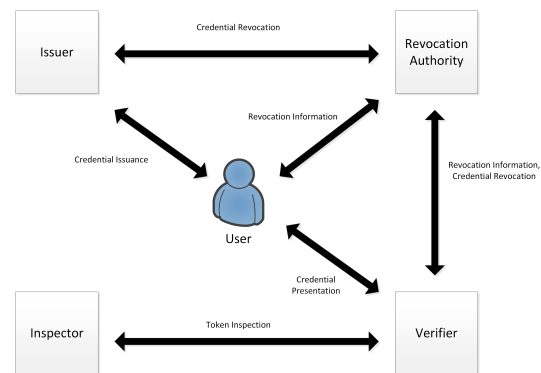 Credential Revocation
Issuer
Revocation
Authority
Revocation Information
Credential Issuance
Revocation Information,
Credential Revocation
User
Credential
Presentation
Token Inspection
Inspector
Verifier